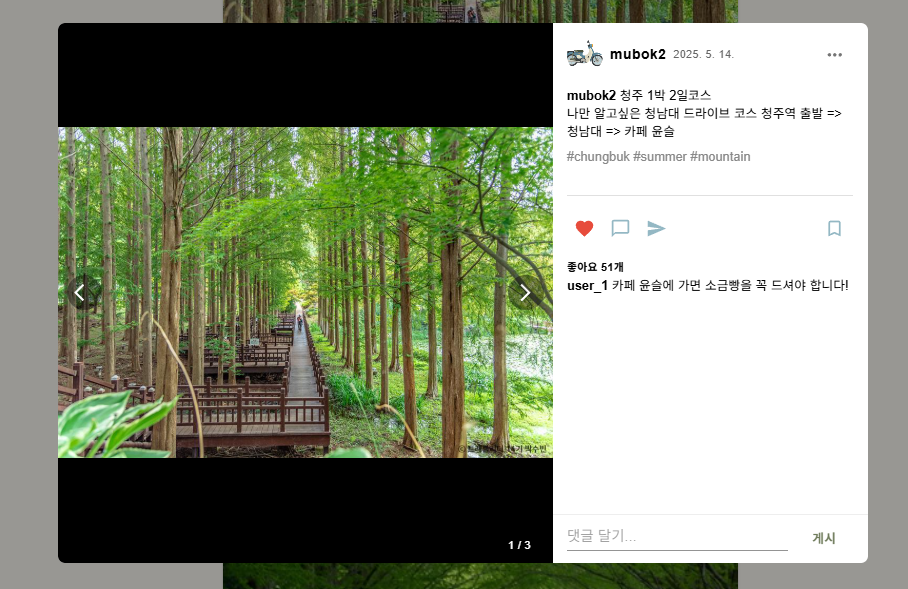 mubok2 2025. 5. 14.
mubok2 청주 1박 2일코스
나만 알고싶은 청남대 드라이브 코스 청주역 출발 =>
청남대 => 카페 윤슬
#chungbuk #summer #mountain
좋아요 51개
user_1 카페 윤슬에 가면 소금빵을 꼭 드셔야 합니다!
1 / 3
댓글 달기...
게시